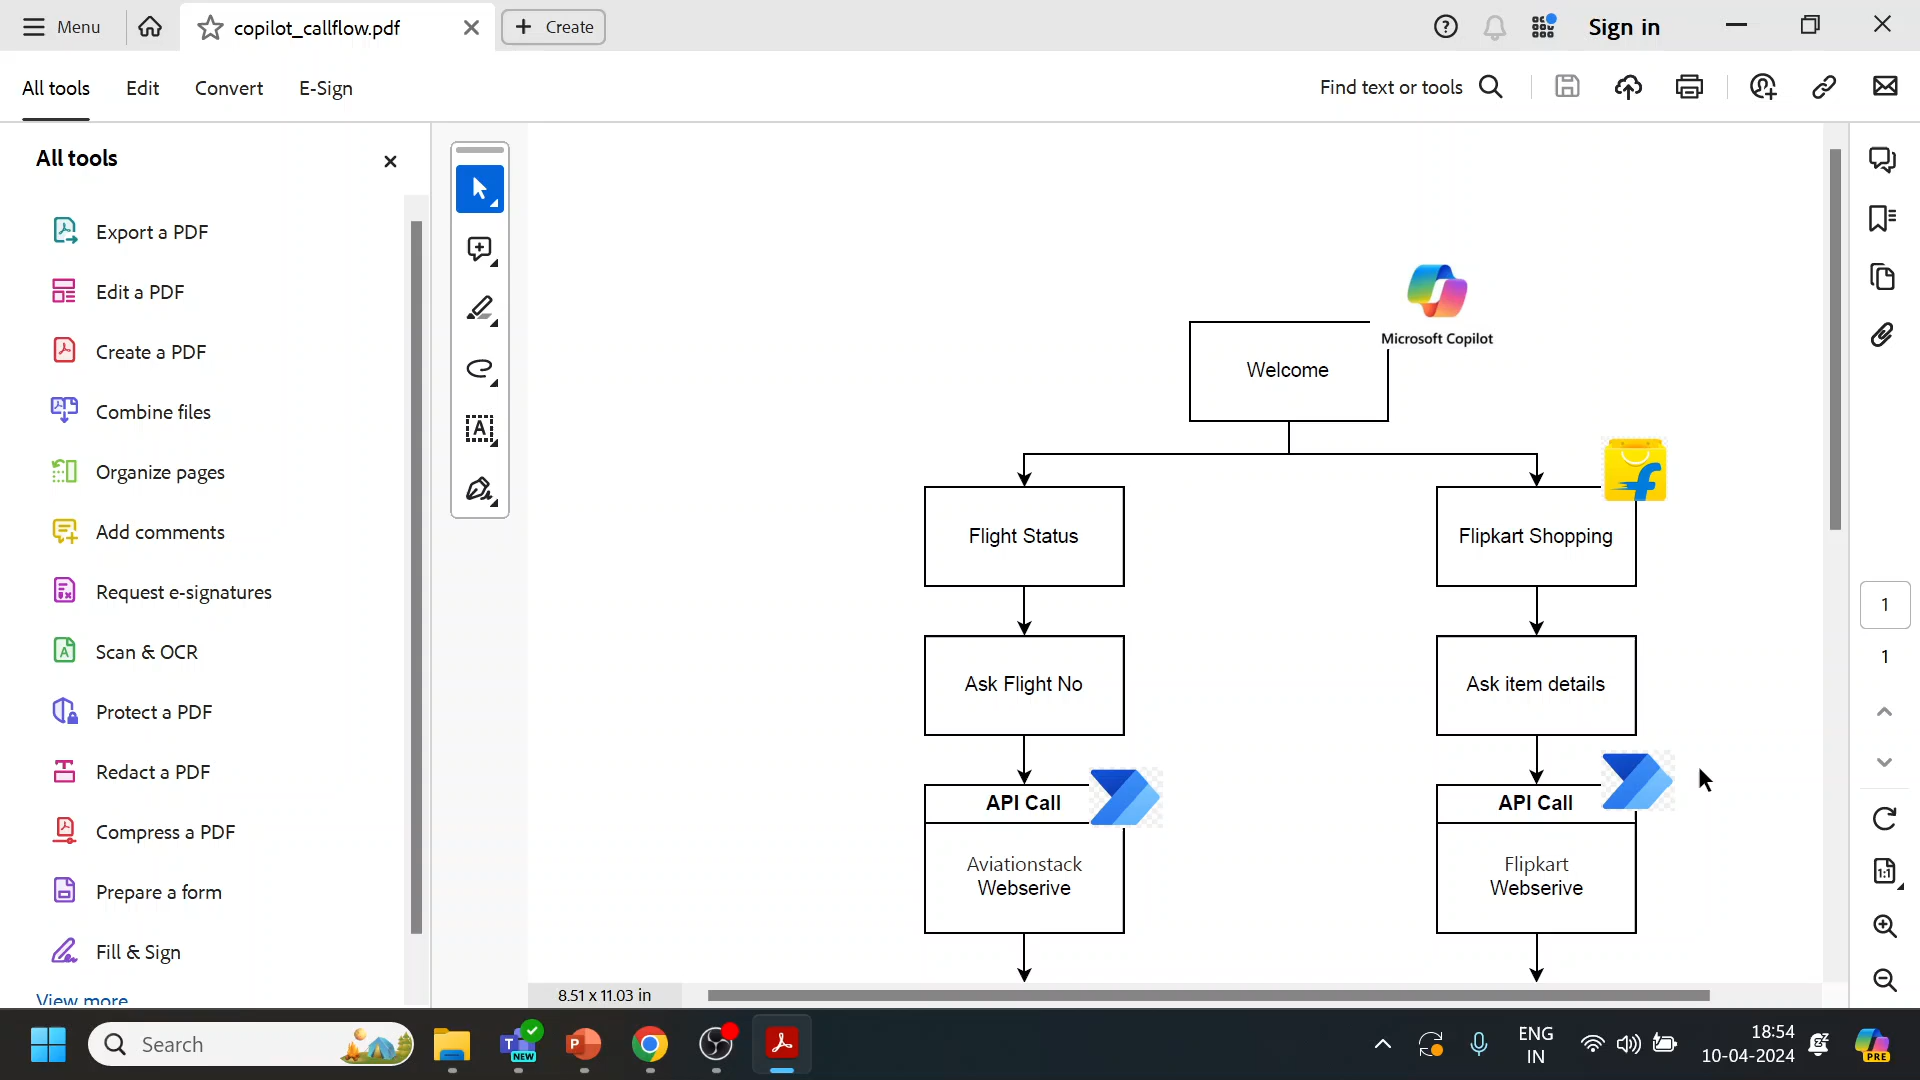 Menu
copilot_callflow.pdf
Create
Sign in
All tools
Edit
Convert
E-Sign
Find text or tools
All tools
Export a PDF
Edit a PDF
Create a PDF
Combine files
Organize pages
Add comments
Request e-signatures
Scan & OCR
Protect a PDF
Redact a PDF
Compress a PDF
Prepare a form
Fill & Sign
View more
Microsoft Copilot
Welcome
Flight Status
Flipkart Shopping
Ask Flight No
Ask item details
API Call
Aviationstack
Webserive
API Call
Flipkart
Webserive
1
1
8.51 x 11.03 in
Search
NEW
ENG
IN
18:54
10-04-2024
PRE